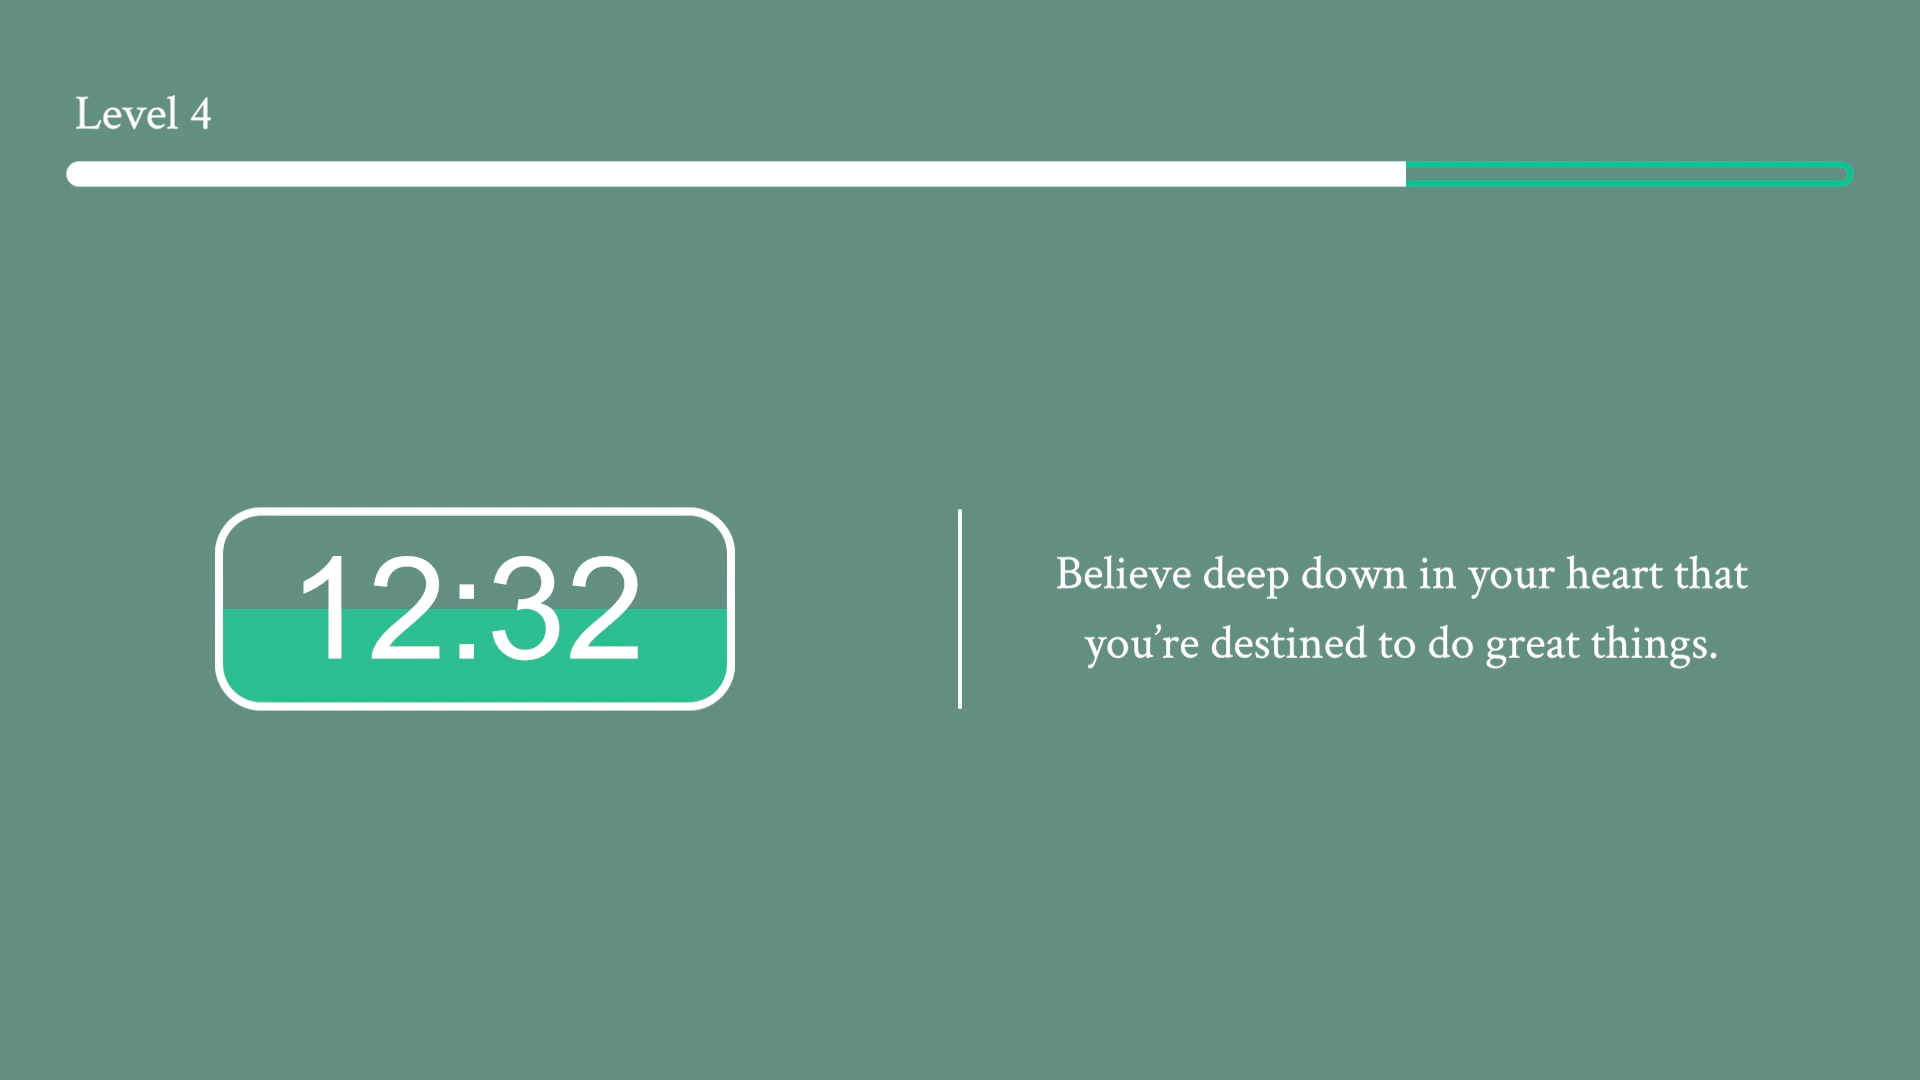 Level 4
12:32
Believe deep down in your heart that
you’re destined to do great things.